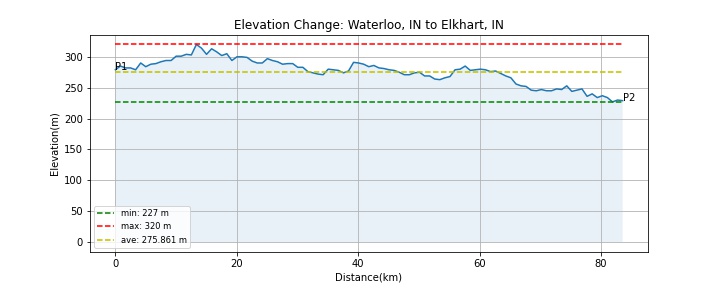 Elevation Change: Waterloo, IN to Elkhart, IN
Elevation(m)
300
250
200
150
100
50
0
P1
P2
min: 227 m
max: 320 m
ave: 275.861 m
0 20 40 60 80
Distance(km)